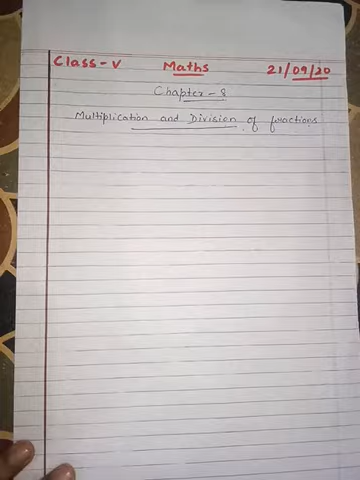 Class-V Maths 21/09/20
Chapter-8
Multiplication and Division of fractions